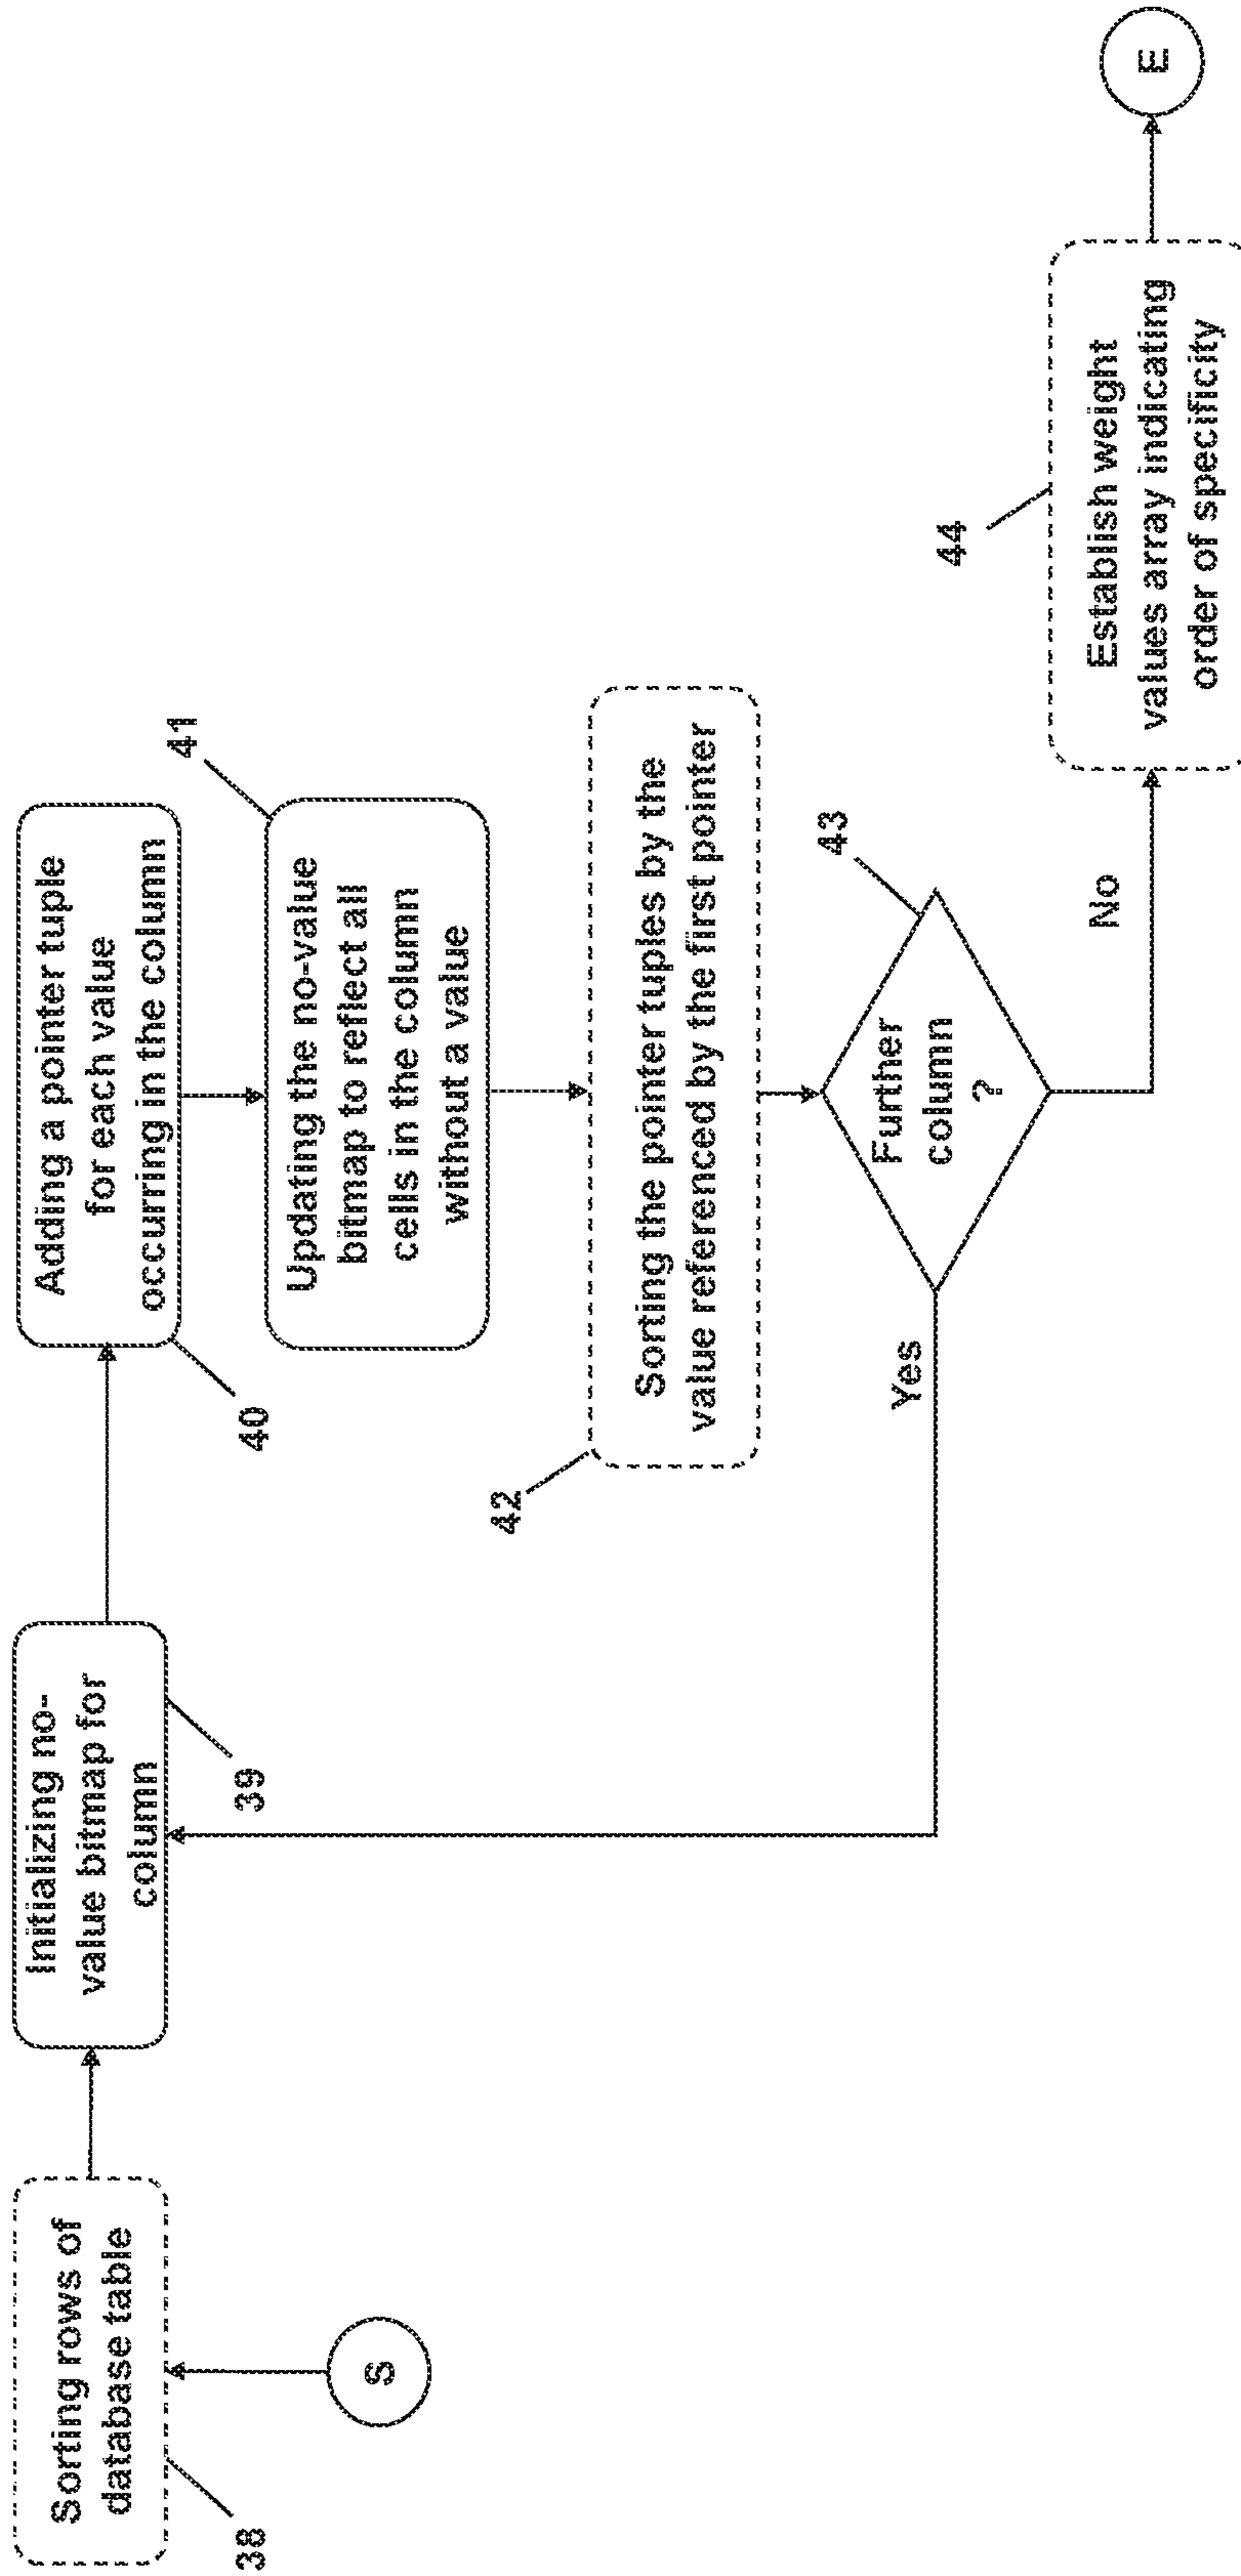 Sorting rows of
database table
38
S
Initializing no-
value bitmap for
column
39
Adding a pointer tuple
for each value
occurring in the column
40
Updating the no-value
bitmap to reflect all
cells in the column
without a value
41
Sorting the pointer tuples by the
value referenced by the first pointer
42
Further
column
?
43
Yes
No
Establish weight
values array indicating
order of specificity
44
E